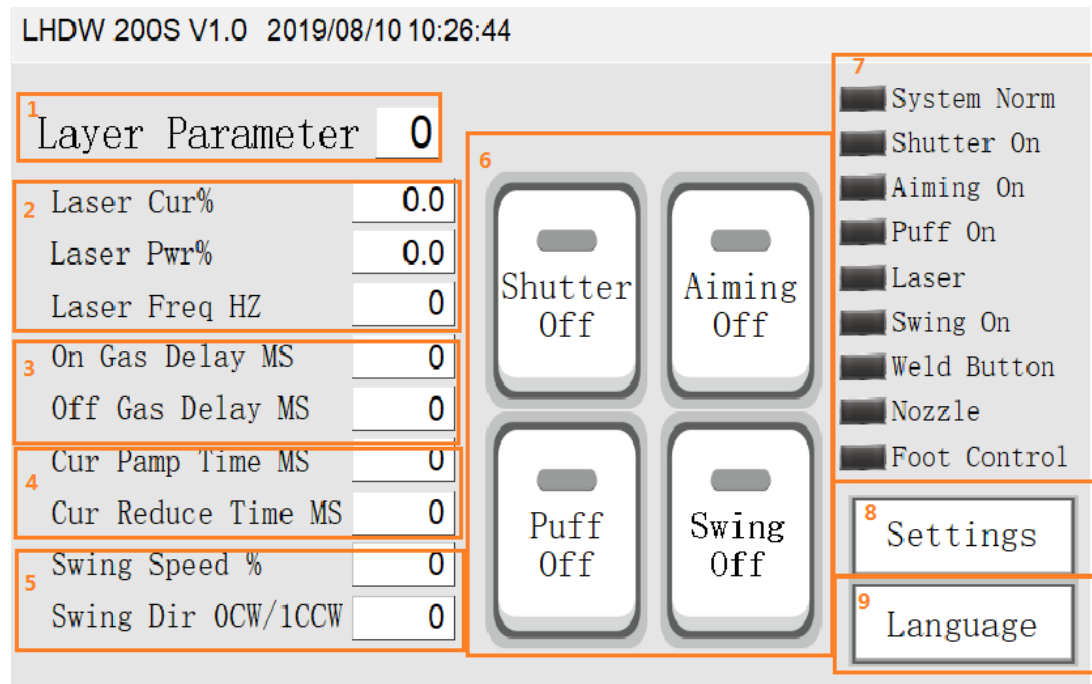 LHDW 200S V1.0 2019/08/10 10:26:44
1
Layer Parameter 0
2
Laser Cur% 0.0
Laser Pwr% 0.0
Laser Freq HZ 0
3
On Gas Delay MS 0
Off Gas Delay MS 0
4
Cur Pamp Time MS 0
Cur Reduce Time MS 0
5
Swing Speed % 0
Swing Dir 0CW/1CCW 0
6
Shutter
Off
Aiming
Off
Puff
Off
Swing
Off
7
System Norm
Shutter On
Aiming On
Puff On
Laser
Swing On
Weld Button
Nozzle
Foot Control
8
Settings
9
Language